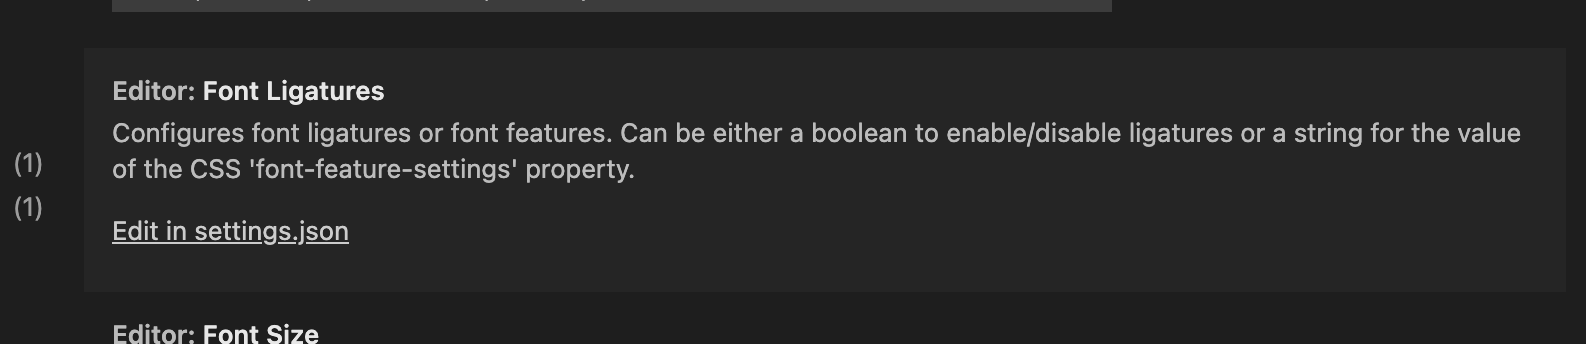 Editor: Font Ligatures
Configures font ligatures or font features. Can be either a boolean to enable/disable ligatures or a string for the value
of the CSS 'font-feature-settings' property.
(1)
(1)
Edit in settings.json
Editor: Font Size